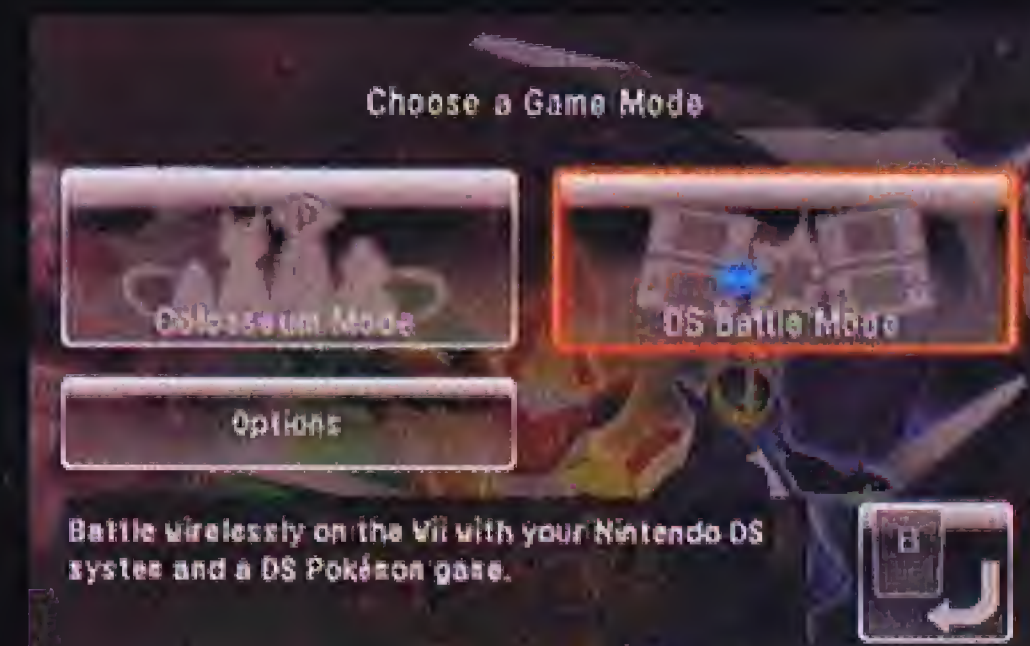 Choose a Game Mode
Colosseum Mode
DS Battle Mode
Options
Battle wirelessly on the Wii with your Nintendo DS
system and a DS Pokémon game.
B